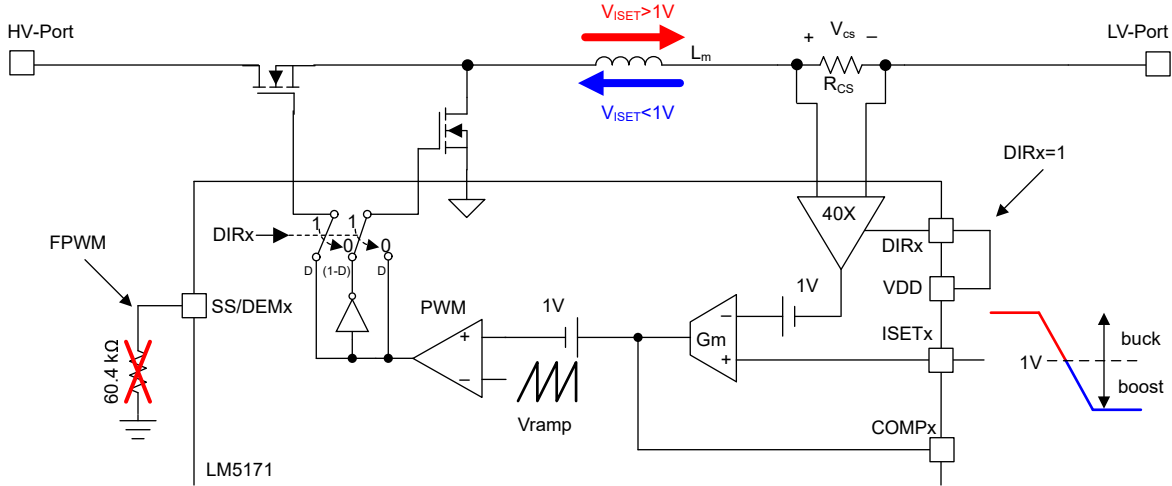 HV-Port
V_ISET>1V
L_m
+ V_cs −
R_CS
LV-Port
V_ISET<1V
DIRx=1
40X
DIRx
1
1
DIRx
0
0
FPWM
D
(1-D)
D
VDD
SS/DEMx
PWM
1V
1V
−
Gm
+
ISETx
+
−
buck
1V
boost
60.4 kΩ
Vramp
COMPx
LM5171